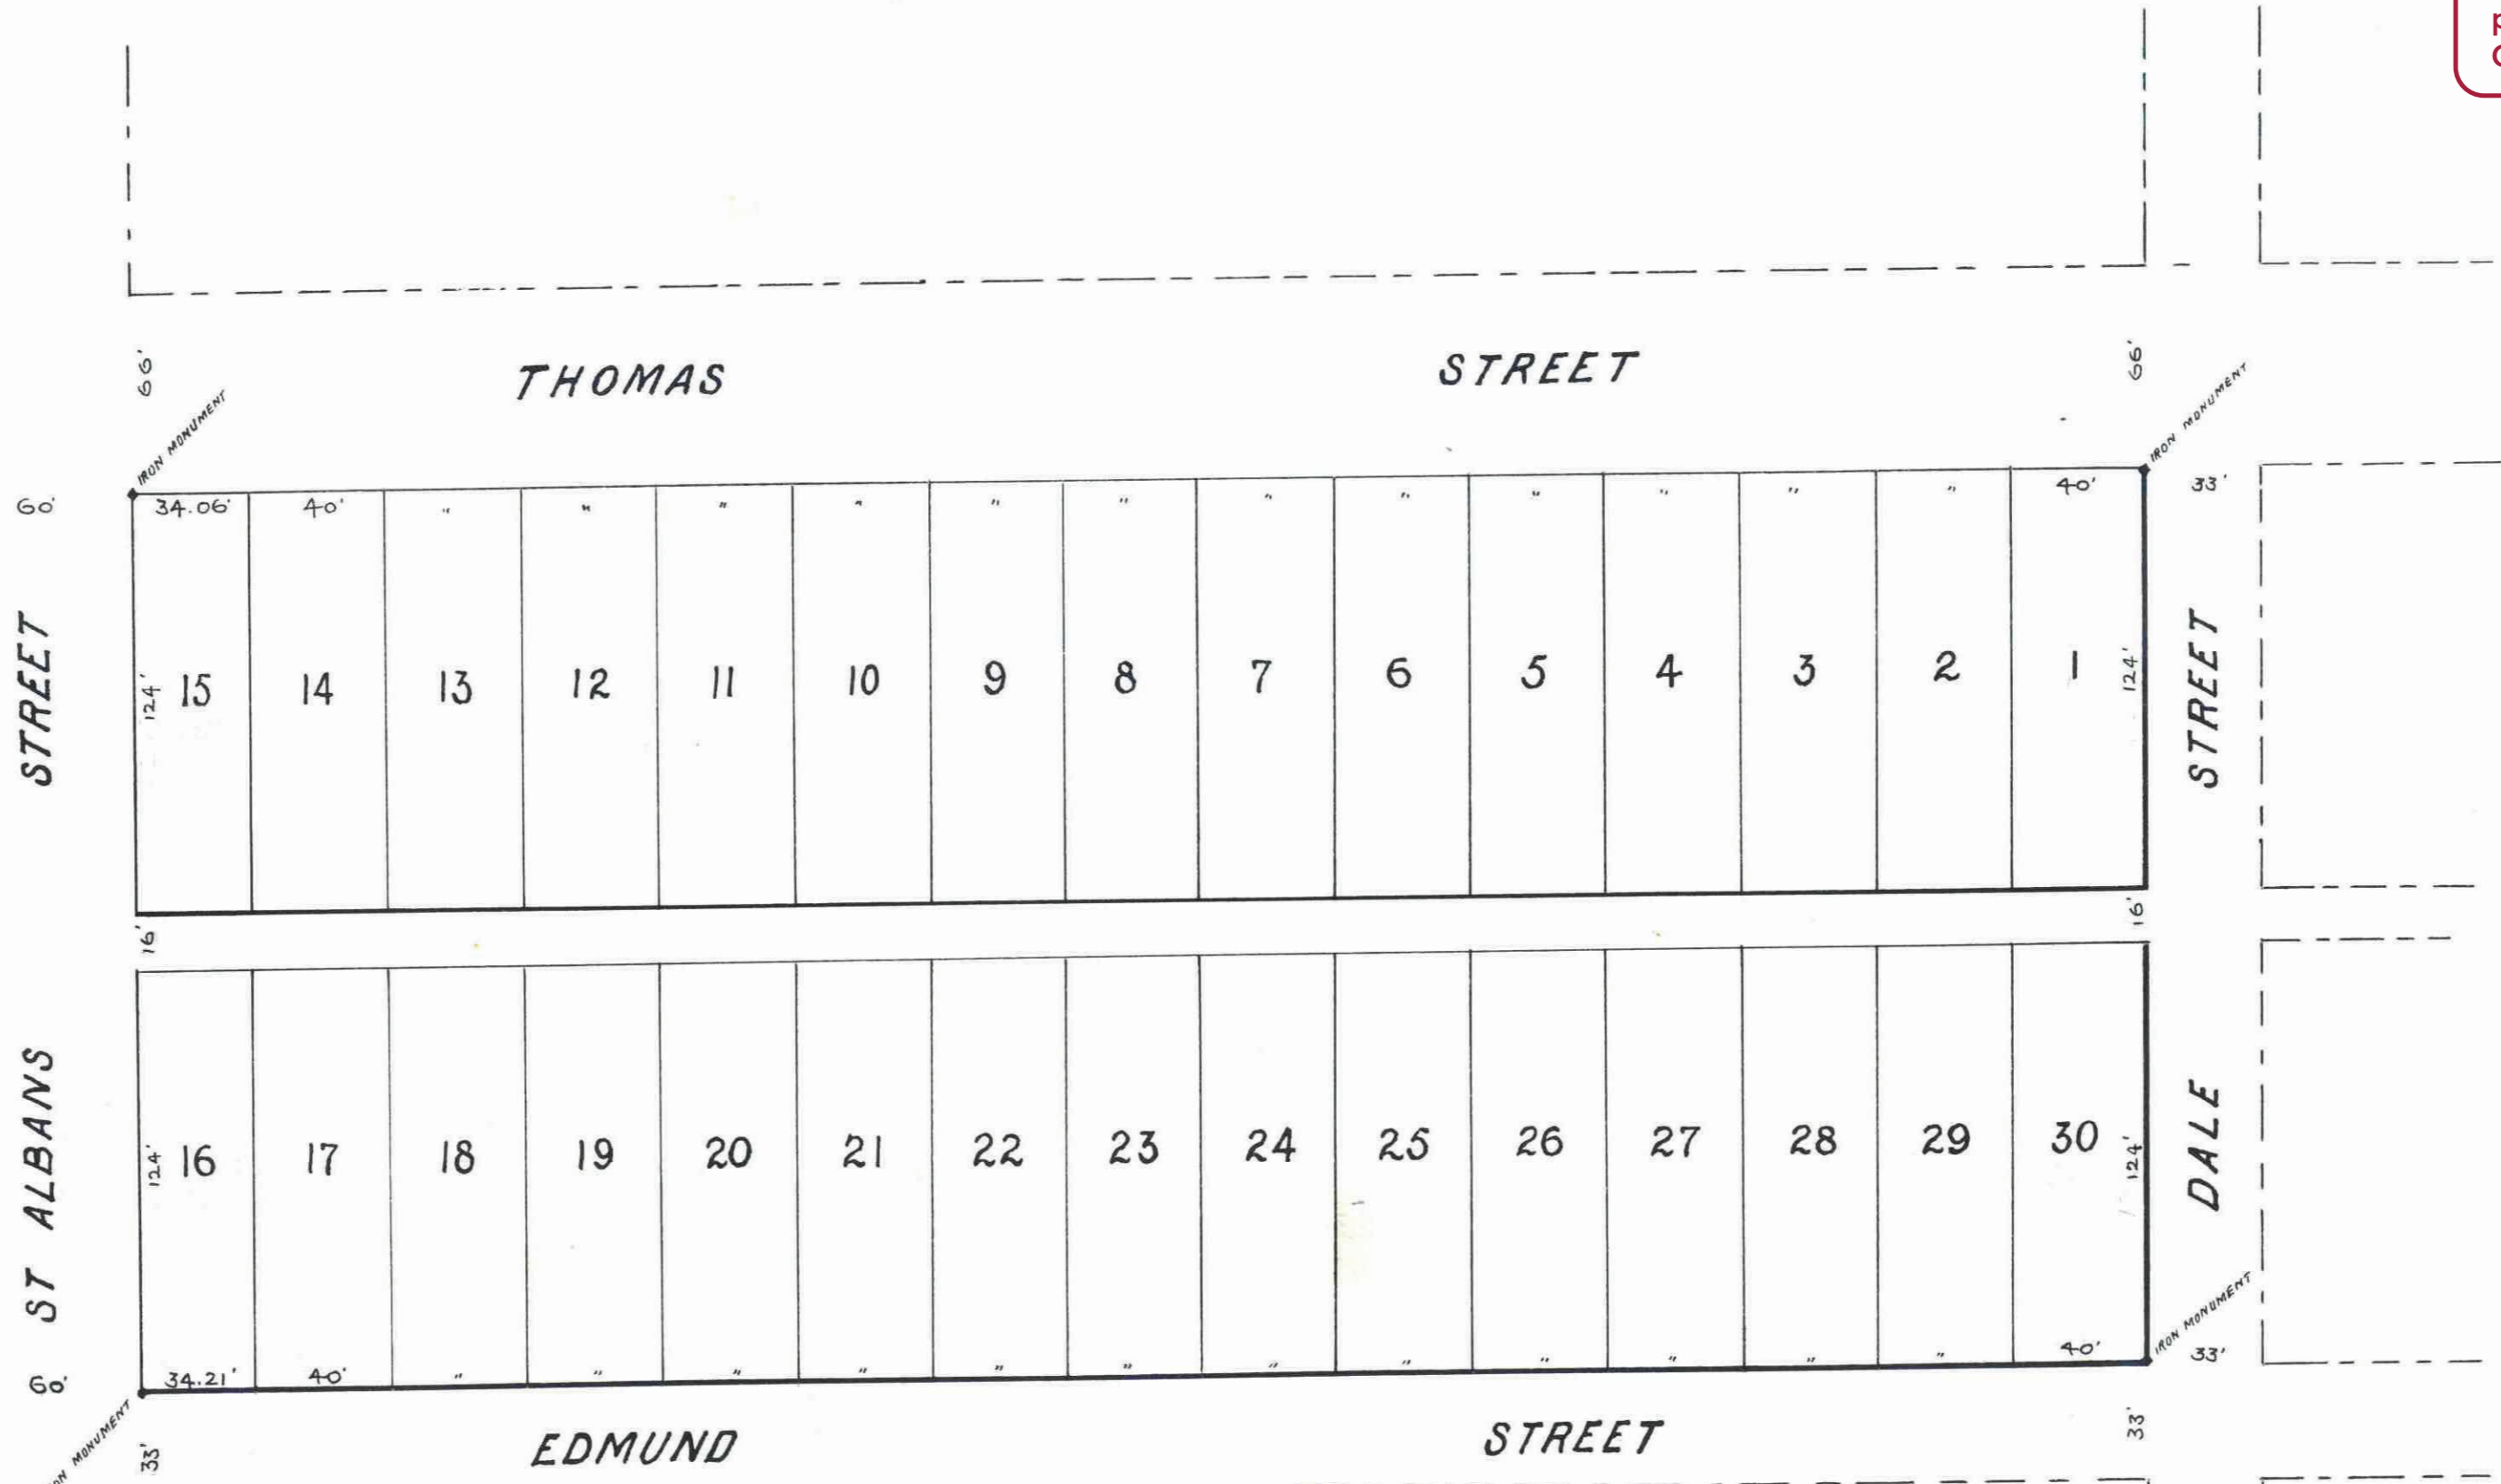 66'
THOMAS STREET
66'
IRON MONUMENT
IRON MONUMENT
60'
34.06' 40' " " " " " " " " " " " " 40'
33'
STREET
124'
15 14 13 12 11 10 9 8 7 6 5 4 3 2 1
124'
STREET
16'
16'
ST ALBANS
124'
16 17 18 19 20 21 22 23 24 25 26 27 28 29 30
124'
DALE
IRON MONUMENT
60'
34.21' 40' " " " " " " " " " " " " 40'
33'
MONUMENT
33'
EDMUND STREET
33'